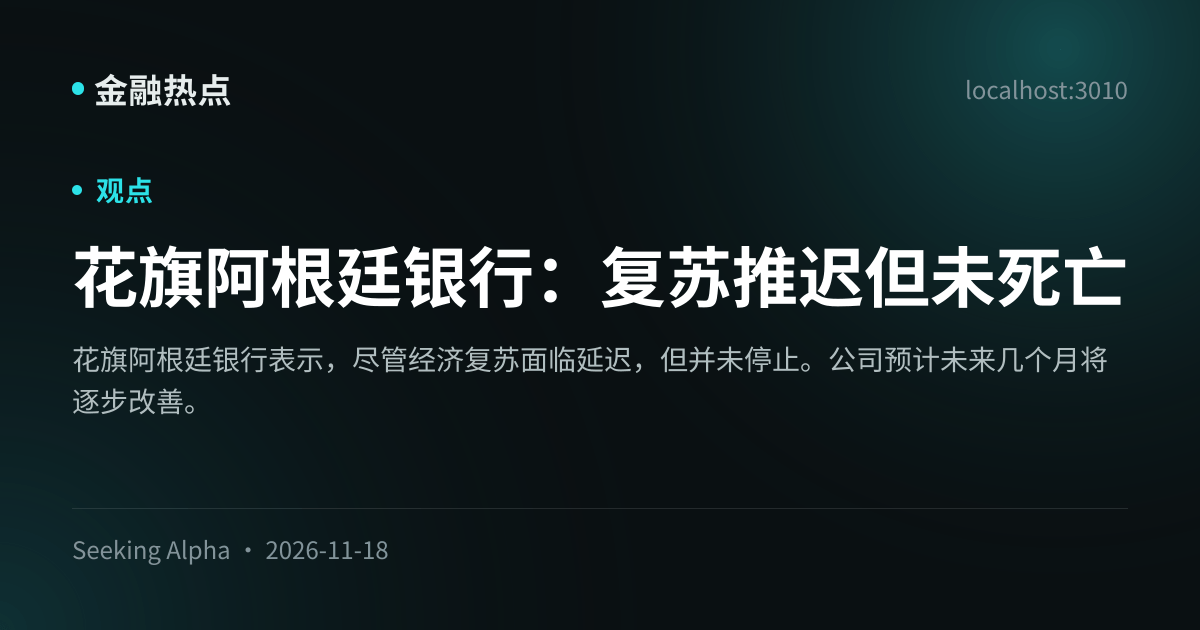 金融热点
localhost:3010
观点
花旗阿根廷银行：复苏推迟但未死亡
花旗阿根廷银行表示，尽管经济复苏面临延迟，但并未停止。公司预计未来几个月将
逐步改善。
Seeking Alpha · 2026-11-18